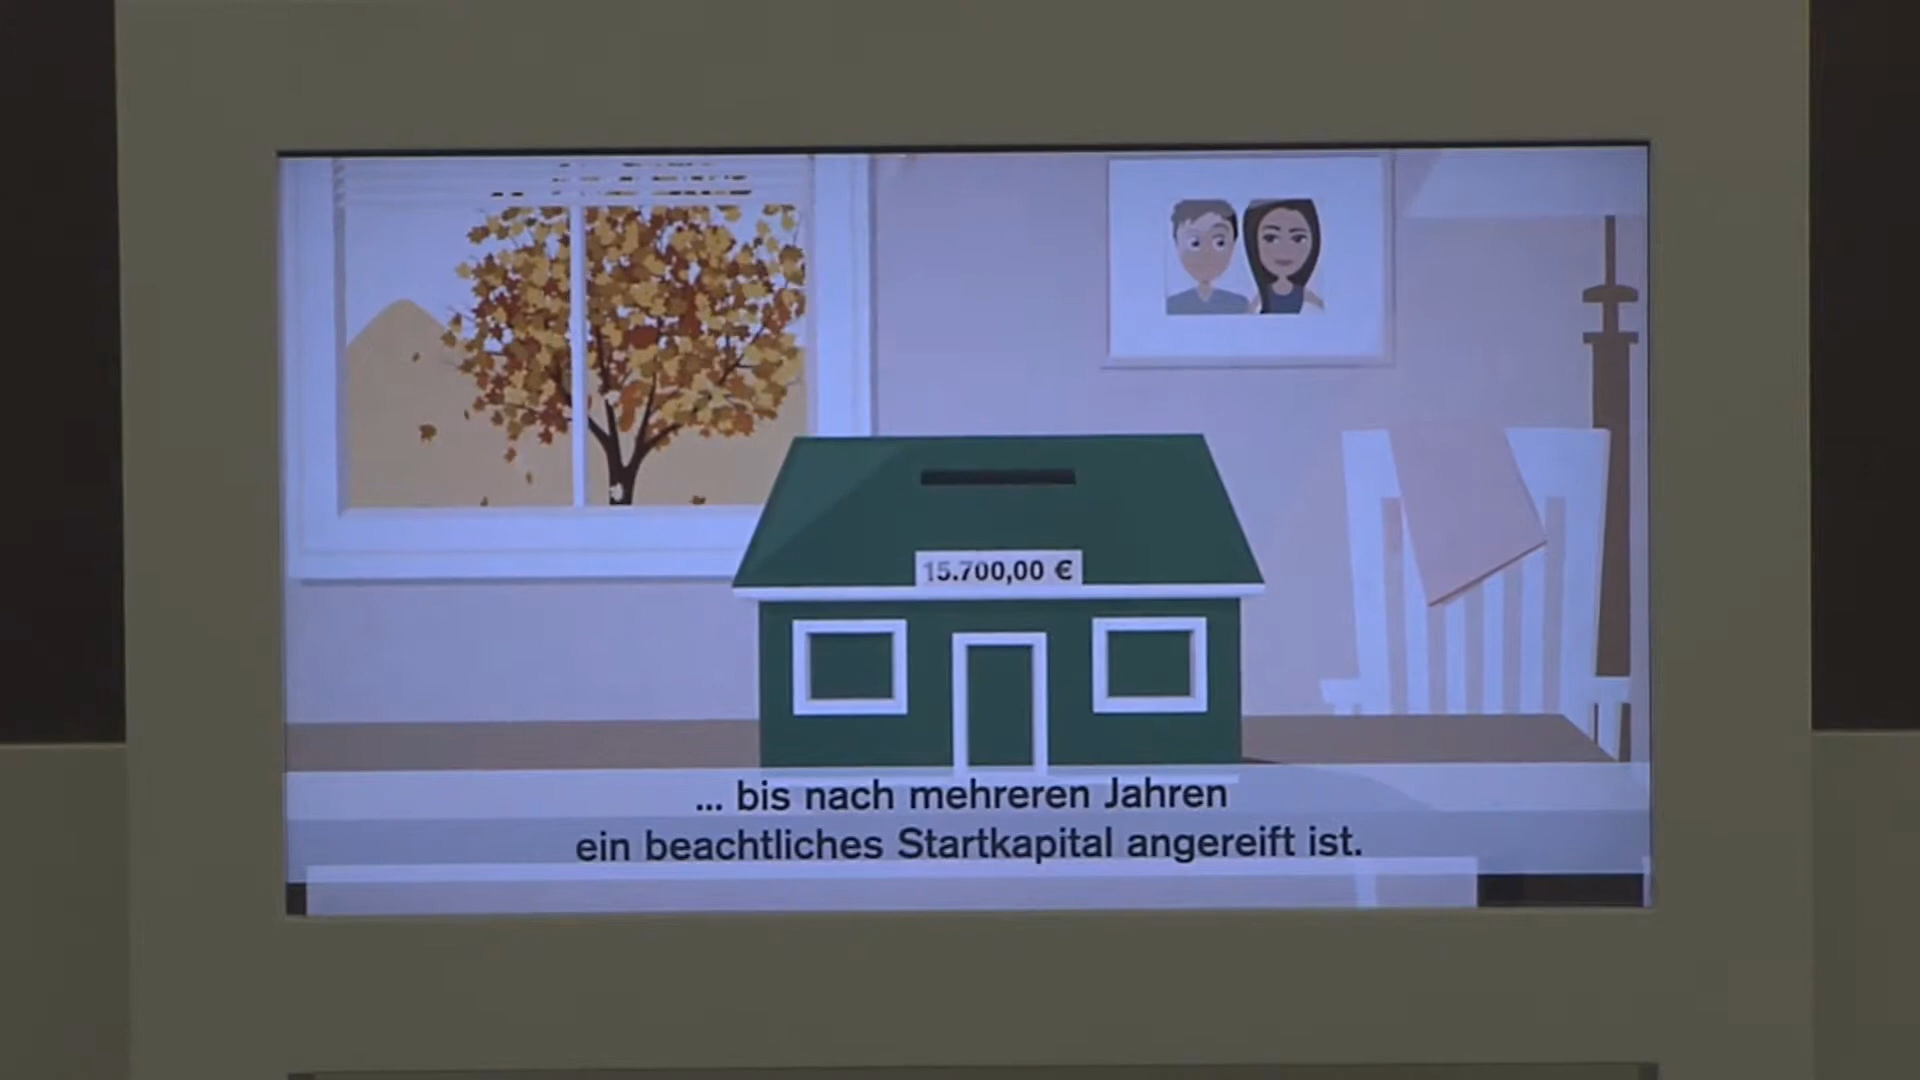 15.700,00 €
... bis nach mehreren Jahren
ein beachtliches Startkapital angereift ist.